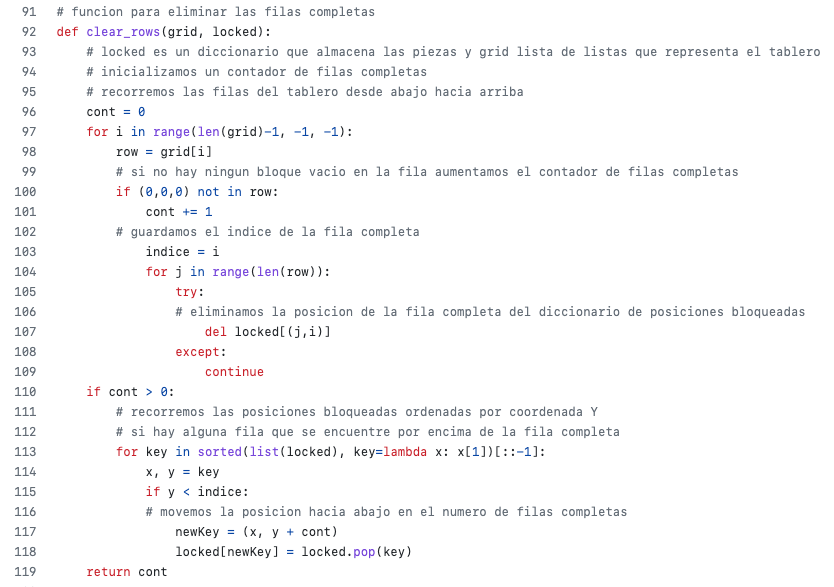 91 # funcion para eliminar las filas completas
92 def clear_rows(grid, locked):
93     # locked es un diccionario que almacena las piezas y grid lista de listas que representa el tablero
94     # inicializamos un contador de filas completas
95     # recorremos las filas del tablero desde abajo hacia arriba
96     cont = 0
97     for i in range(len(grid)-1, -1, -1):
98         row = grid[i]
99         # si no hay ningun bloque vacio en la fila aumentamos el contador de filas completas
100         if (0,0,0) not in row:
101             cont += 1
102         # guardamos el indice de la fila completa
103             indice = i
104             for j in range(len(row)):
105                 try:
106                 # eliminamos la posicion de la fila completa del diccionario de posiciones bloqueadas
107                     del locked[(j,i)]
108                 except:
109                     continue
110     if cont > 0:
111         # recorremos las posiciones bloqueadas ordenadas por coordenada Y
112         # si hay alguna fila que se encuentre por encima de la fila completa
113         for key in sorted(list(locked), key=lambda x: x[1])[::-1]:
114             x, y = key
115             if y < indice:
116             # movemos la posicion hacia abajo en el numero de filas completas
117                 newKey = (x, y + cont)
118                 locked[newKey] = locked.pop(key)
119     return cont